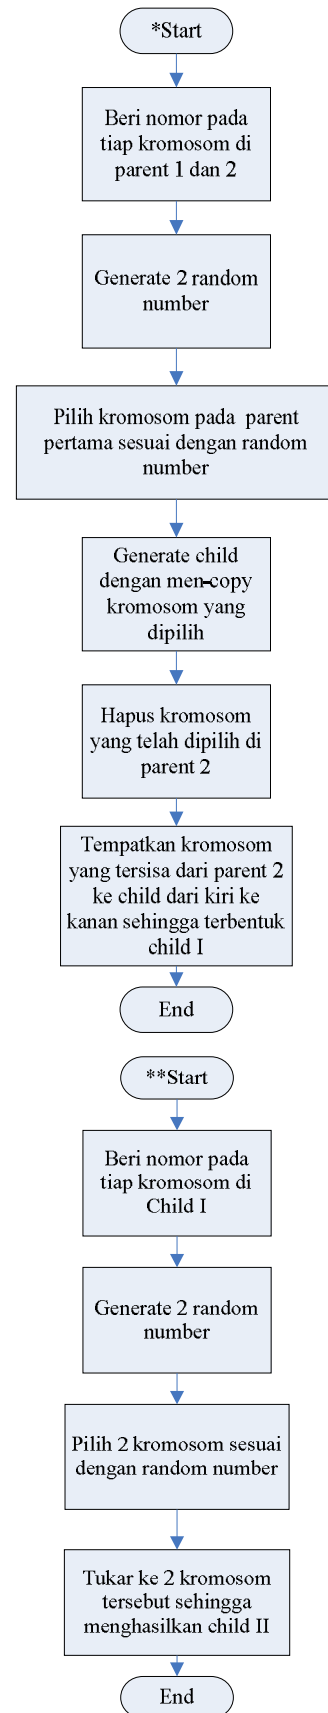 *Start
Beri nomor pada
tiap kromosom di
parent 1 dan 2
Generate 2 random
number
Pilih kromosom pada parent
pertama sesuai dengan random
number
Generate child
dengan men-copy
kromosom yang
dipilih
Hapus kromosom
yang telah dipilih di
parent 2
Tempatkan kromosom
yang tersisa dari parent 2
ke child dari kiri ke
kanan sehingga terbentuk
child I
End
**Start
Beri nomor pada
tiap kromosom di
Child I
Generate 2 random
number
Pilih 2 kromosom sesuai
dengan random number
Tukar ke 2 kromosom
tersebut sehingga
menghasilkan child II
End